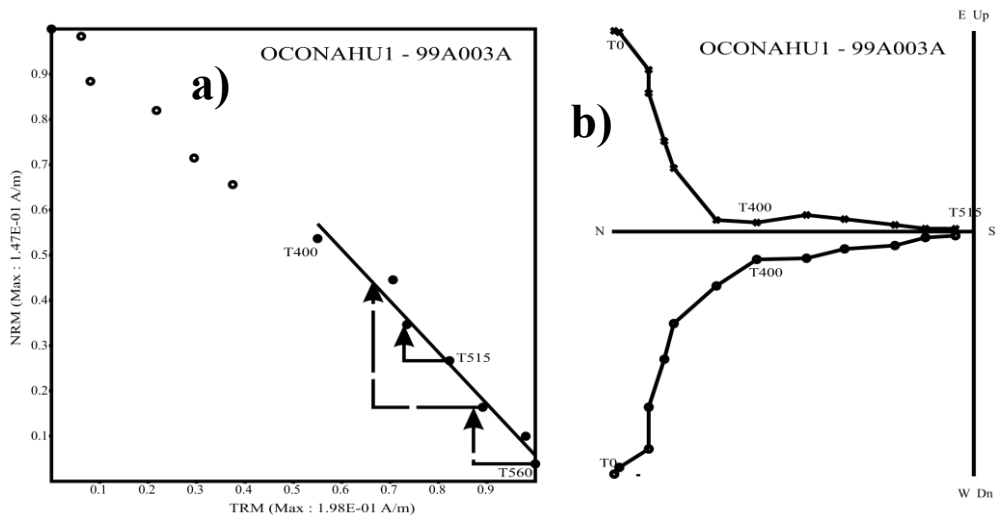 OCONAHU1 - 99A003A
a)
0.9
0.8
0.7
0.6
0.5
0.4
0.3
0.2
0.1
NRM (Max : 1.47E-01 A/m)
T400
T515
T560
0.1 0.2 0.3 0.4 0.5 0.6 0.7 0.8 0.9
TRM (Max : 1.98E-01 A/m)
E Up
T0
OCONAHU1 - 99A003A
b)
T400
T515
N
S
T400
T0
W Dn